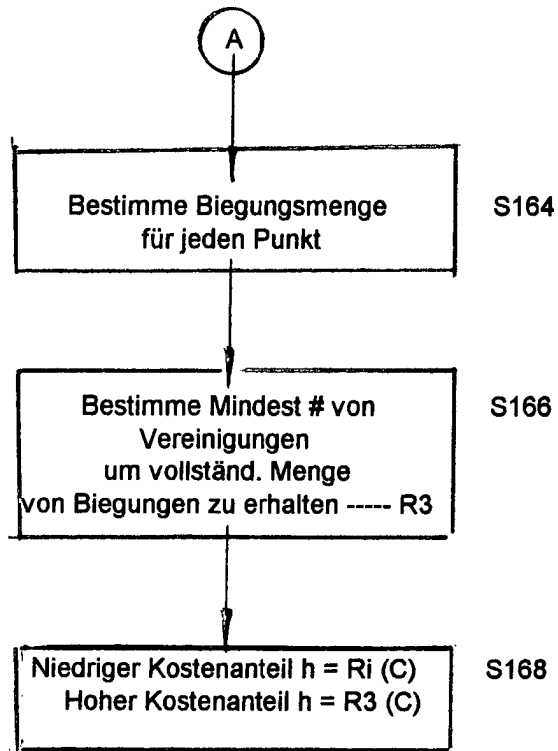 A
Bestimme Biegungsmenge
für jeden Punkt
S164
Bestimme Mindest # von
Vereinigungen
um vollständ. Menge
von Biegungen zu erhalten ----- R3
S166
Niedriger Kostenanteil h = Ri (C)
Hoher Kostenanteil h = R3 (C)
S168